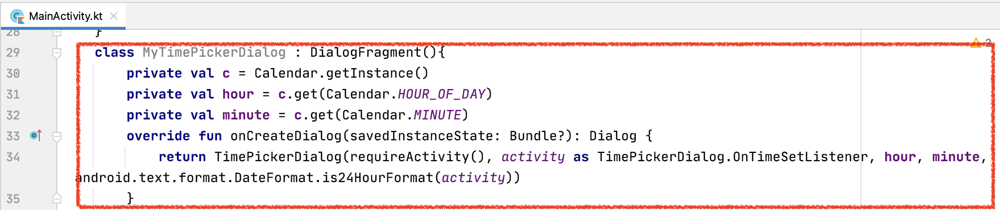 MainActivity.kt
28 }
2
29 class MyTimePickerDialog : DialogFragment(){
30 private val c = Calendar.getInstance()
31 private val hour = c.get(Calendar.HOUR_OF_DAY)
32 private val minute = c.get(Calendar.MINUTE)
33 override fun onCreateDialog(savedInstanceState: Bundle?): Dialog {
34 return TimePickerDialog(requireActivity(), activity as TimePickerDialog.OnTimeSetListener, hour, minute,
android.text.format.DateFormat.is24HourFormat(activity))
35 }